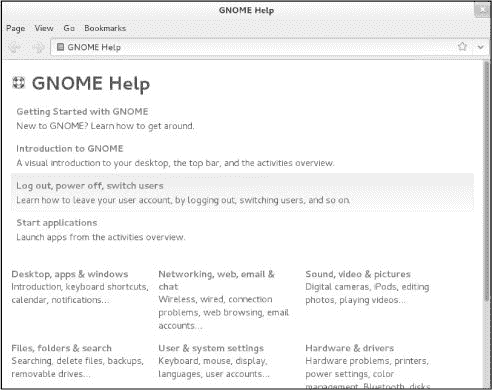 GNOME Help
Page View Go Bookmarks
GNOME Help
GNOME Help
Getting Started with GNOME
New to GNOME? Learn how to get around.
Introduction to GNOME
A visual introduction to your desktop, the top bar, and the activities overview.
Log out, power off, switch users
Learn how to leave your user account, by logging out, switching users, and so on.
Start applications
Launch apps from the activities overview.
Desktop, apps & windows
Introduction, keyboard shortcuts,
calendar, notifications...
Networking, web, email &
chat
Wireless, wired, connection
problems, web browsing, email
accounts...
Sound, video & pictures
Digital cameras, iPods, editing
photos, playing videos...
Files, folders & search
Searching, delete files, backups,
removable drives...
User & system settings
Keyboard, mouse, display,
languages, user accounts...
Hardware & drivers
Hardware problems, printers,
power settings, color
management, Bluetooth, disks